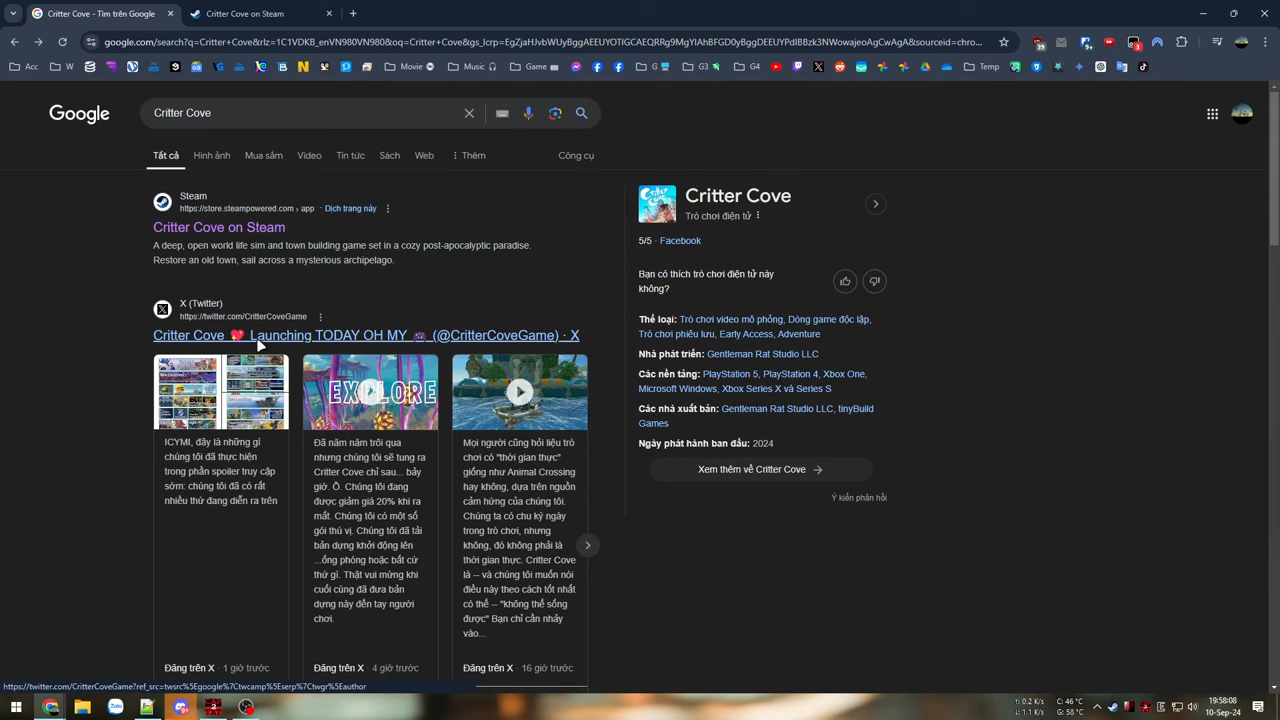 Critter Cove - Tìm trên Google
Critter Cove on Steam
google.com/search?q=Critter+Cove&rlz=1C1VDKB_enVN980VN980&oq=Critter+Cove&gs_lcrp=EgZjaHJvbWUyBggAEEUYOTIGCAEQRRg9MgYIAhBFGD0yBggDEEUYPdIBBzk3NWowajeoAgCwAgA&sourceid=chro...
Acc
W
Movie
Music
Game
G
G3
G4
Temp
Google
Critter Cove
Tất cả
Hình ảnh
Mua sắm
Video
Tin tức
Sách
Web
Thêm
Công cụ
Steam
https://store.steampowered.com › app · Dịch trang này
Critter Cove on Steam
A deep, open world life sim and town building game set in a cozy post-apocalyptic paradise.
Restore an old town, sail across a mysterious archipelago.
X (Twitter)
https://twitter.com/CritterCoveGame
Critter Cove 💖 Launching TODAY OH MY 🎮 (@CritterCoveGame) · X
EXPLORE
ICYMI, đây là những gì
chúng tôi đã thực hiện
trong phần spoiler truy cập
sớm: chúng tôi đã có rất
nhiều thứ đang diễn ra trên
Đăng trên X · 1 giờ trước
Đã năm năm trôi qua
nhưng chúng tôi sẽ tung ra
Critter Cove chỉ sau... bảy
giờ. Ồ. Chúng tôi đang
được giảm giá 20% khi ra
mắt. Chúng tôi có một số
gói thú vị. Chúng tôi đã tải
bản dựng khởi động lên
...ống phóng hoặc bất cứ
thứ gì. Thật vui mừng khi
cuối cùng đã đưa bản
dựng này đến tay người
chơi.
Đăng trên X · 4 giờ trước
Mọi người cũng hỏi liệu trò
chơi có "thời gian thực"
giống như Animal Crossing
hay không, dựa trên nguồn
cảm hứng của chúng tôi.
Chúng ta có chu kỳ ngày
trong trò chơi, nhưng
không, đó không phải là
thời gian thực. Critter Cove
là -- và chúng tôi muốn nói
điều này theo cách tốt nhất
có thể -- "không thể sống
được" Bạn chỉ cần nhảy
vào...
Đăng trên X · 16 giờ trước
Critter Cove
Trò chơi điện tử
5/5 · Facebook
Bạn có thích trò chơi điện tử này
không?
Thể loại: Trò chơi video mô phỏng, Dòng game độc lập,
Trò chơi phiêu lưu, Early Access, Adventure
Nhà phát triển: Gentleman Rat Studio LLC
Các nền tảng: PlayStation 5, PlayStation 4, Xbox One,
Microsoft Windows, Xbox Series X và Series S
Các nhà xuất bản: Gentleman Rat Studio LLC, tinyBuild
Games
Ngày phát hành ban đầu: 2024
Xem thêm về Critter Cove
Ý kiến phản hồi
https://twitter.com/CritterCoveGame?ref_src=twsrc%5Egoogle%7Ctwcamp%5Eserp%7Ctwgr%5Eauthor
↑: 0.2 K/s
↓: 1.1 K/s
C: 46 °C
G: 58 °C
19:58:08
10-Sep-24